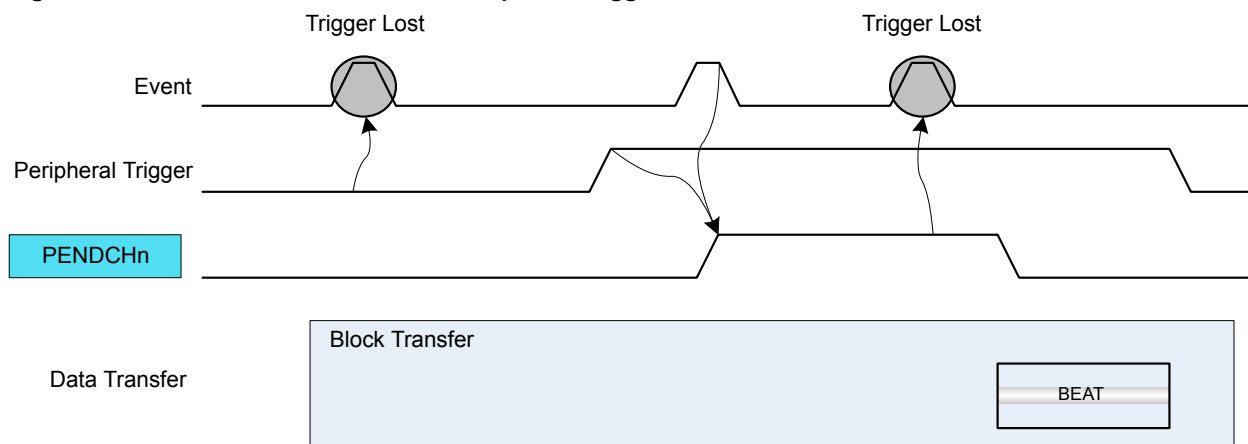 Trigger Lost
Trigger Lost
Event
Peripheral Trigger
PENDCHn
Block Transfer
Data Transfer
BEAT